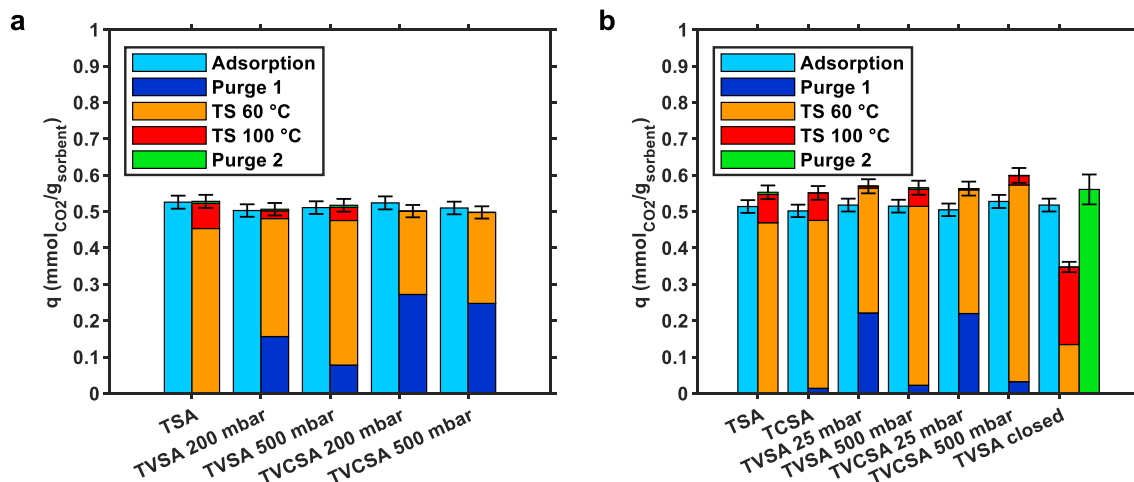 a
q (mmolCO2/gsorbent)
1
0.9
0.8
0.7
0.6
0.5
0.4
0.3
0.2
0.1
0
Adsorption
Purge 1
TS 60 °C
TS 100 °C
Purge 2
TSA
TVSA 200 mbar
TVSA 500 mbar
TVCSA 200 mbar
TVCSA 500 mbar
b
q (mmolCO2/gsorbent)
1
0.9
0.8
0.7
0.6
0.5
0.4
0.3
0.2
0.1
0
Adsorption
Purge 1
TS 60 °C
TS 100 °C
Purge 2
TSA
TCSA
TVSA 25 mbar
TVSA 500 mbar
TVCSA 25 mbar
TVCSA 500 mbar
TVSA closed